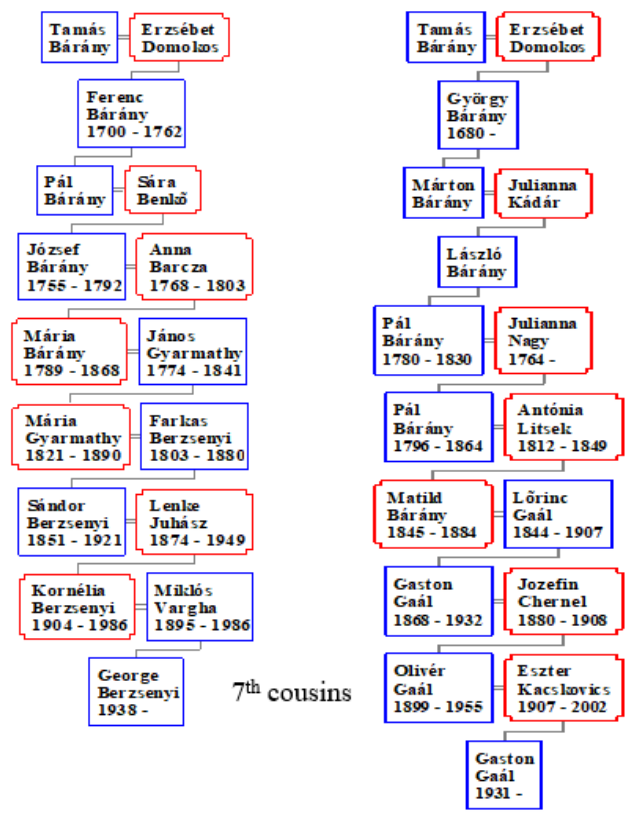 Tamás
Bárány
Erzsébet
Domokos
Ferenc
Bárány
1700 - 1762
Pál
Bárány
Sára
Benkő
József
Bárány
1755 - 1792
Anna
Barcza
1768 - 1803
Mária
Bárány
1789 - 1868
János
Gyarmathy
1774 - 1841
Mária
Gyarmathy
1821 - 1890
Farkas
Berzsenyi
1803 - 1880
Sándor
Berzsenyi
1851 - 1921
Lenke
Juhász
1874 - 1949
Kornélia
Berzsenyi
1904 - 1986
Miklós
Vargha
1895 - 1986
George
Berzsenyi
1938 -
7th cousins
Tamás
Bárány
Erzsébet
Domokos
György
Bárány
1680 -
Márton
Bárány
Julianna
Kádár
László
Bárány
Pál
Bárány
1780 - 1830
Julianna
Nagy
1764 -
Pál
Bárány
1796 - 1864
Antónia
Litsek
1812 - 1849
Matild
Bárány
1845 - 1884
Lőrinc
Gaál
1844 - 1907
Gaston
Gaál
1868 - 1932
Jozefin
Chernel
1880 - 1908
Olivér
Gaál
1899 - 1955
Eszter
Kacskovics
1907 - 2002
Gaston
Gaál
1931 -